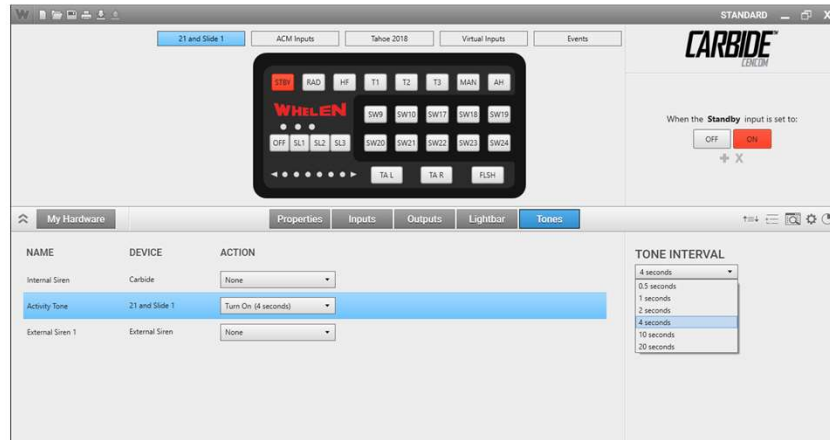 W
STANDARD
21 and Slide 1
ACM Inputs
Tahoe 2018
Virtual Inputs
Events
CARBIDE™
CENCOM
STBY RAD HF T1 T2 T3 MAN AH
WHELEN
SW9 SW10 SW17 SW18 SW19
OFF SL1 SL2 SL3 SW20 SW21 SW22 SW23 SW24
TA L TA R FLSH
When the Standby input is set to:
OFF ON
My Hardware
Properties Inputs Outputs Lightbar Tones
NAME DEVICE ACTION
Internal Siren Carbide None
Activity Tone 21 and Slide 1 Turn On (4 seconds)
External Siren 1 External Siren None
TONE INTERVAL
4 seconds
0.5 seconds
1 seconds
2 seconds
4 seconds
10 seconds
20 seconds